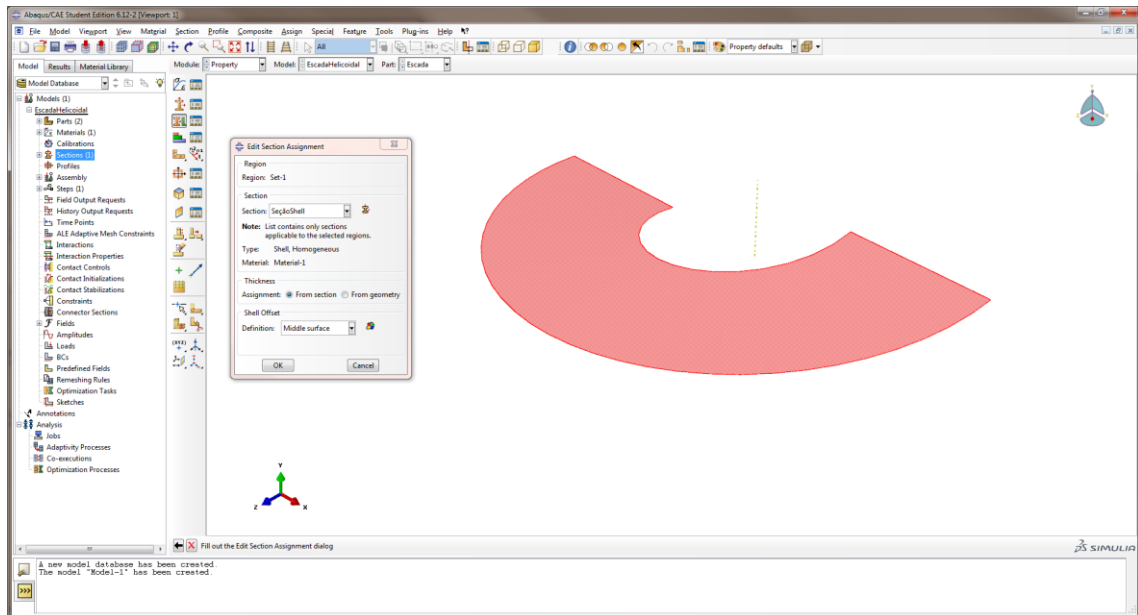 Abaqus/CAE Student Edition 6.12-2 [Viewport: 1]
File Model Viewport View Material Section Profile Composite Assign Special Feature Tools Plug-ins Help
All
Property defaults
Model Results Material Library
Module: Property Model: EscadaHelicoidal Part: Escada
Model Database
Models (1)
EscadaHelicoidal
Parts (2)
Materials (1)
Calibrations
Sections (1)
Profiles
Assembly
Steps (1)
Field Output Requests
History Output Requests
Time Points
ALE Adaptive Mesh Constraints
Interactions
Interaction Properties
Contact Controls
Contact Initializations
Contact Stabilizations
Constraints
Connector Sections
Fields
Amplitudes
Loads
BCs
Predefined Fields
Remeshing Rules
Optimization Tasks
Sketches
Annotations
Analysis
Jobs
Adaptivity Processes
Co-executions
Optimization Processes
Edit Section Assignment
Region
Region: Set-1
Section
Section: SeçãoShell
Note: List contains only sections
applicable to the selected regions.
Type: Shell, Homogeneous
Material: Material-1
Thickness
Assignment: From section From geometry
Shell Offset
Definition: Middle surface
OK Cancel
Y
Z X
Fill out the Edit Section Assignment dialog
SIMULIA
A new model database has been created.
The model "Model-1" has been created.
>>>